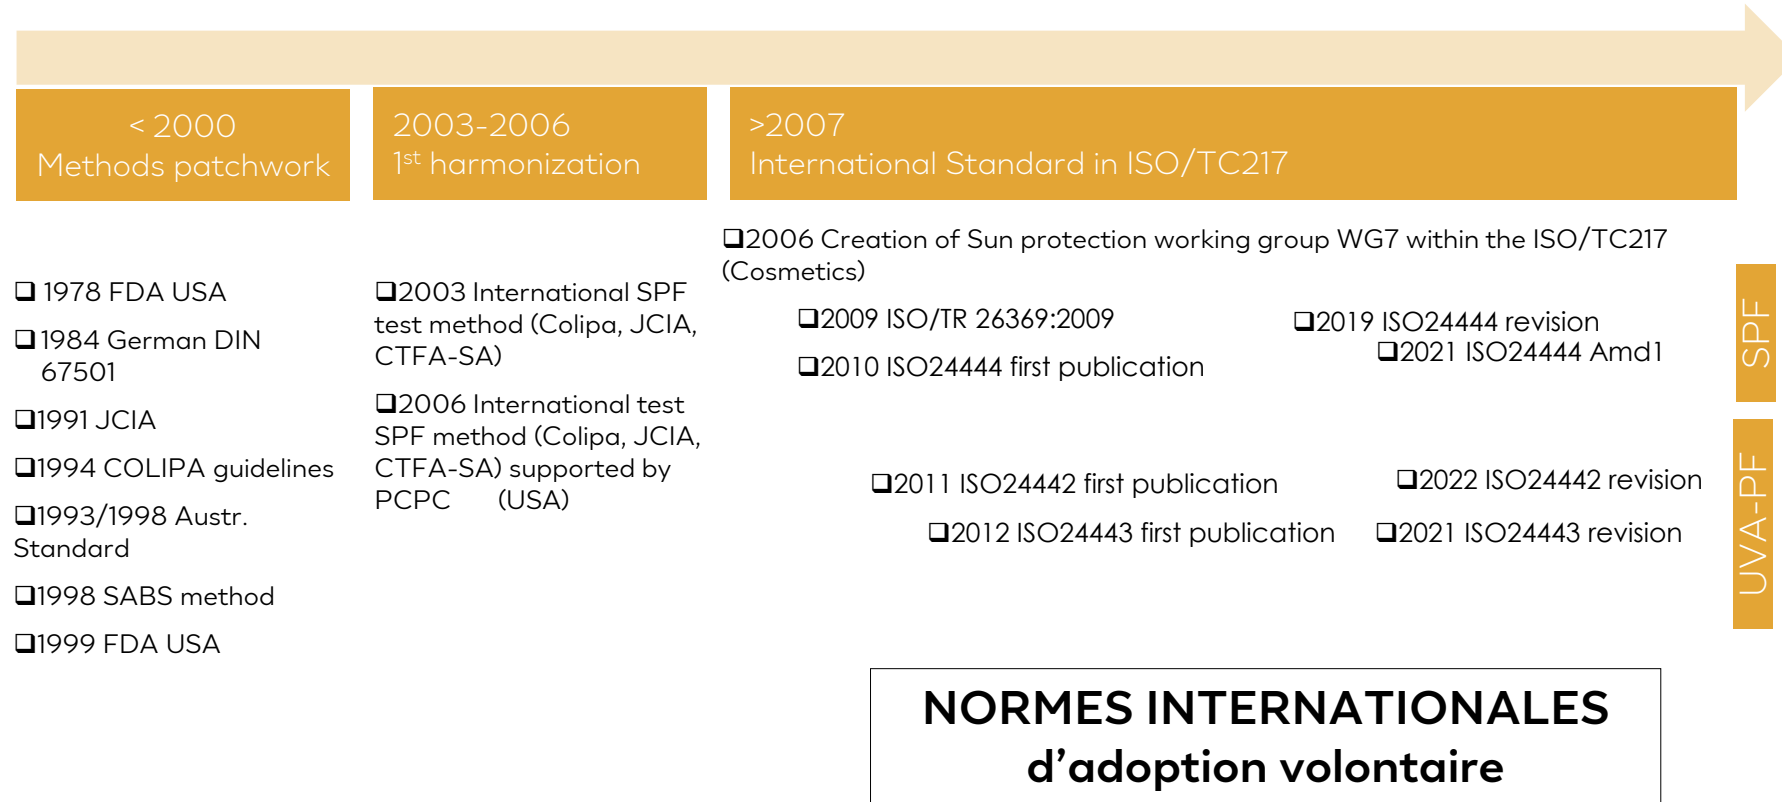 < 2000
Methods patchwork
2003-2006
1st harmonization
>2007
International Standard in ISO/TC217
❑ 1978 FDA USA
❑1984 German DIN
67501
❑1991 JCIA
❑1994 COLIPA guidelines
❑1993/1998 Austr.
Standard
❑1998 SABS method
❑1999 FDA USA
❑2003 International SPF
test method (Colipa, JCIA,
CTFA-SA)
❑2006 International test
SPF method (Colipa, JCIA,
CTFA-SA) supported by
PCPC (USA)
❑2006 Creation of Sun protection working group WG7 within the ISO/TC217
(Cosmetics)
❑2009 ISO/TR 26369:2009
❑2010 ISO24444 first publication
❑2019 ISO24444 revision
❑2021 ISO24444 Amd1
SPF
❑2011 ISO24442 first publication
❑2012 ISO24443 first publication
❑2022 ISO24442 revision
❑2021 ISO24443 revision
UVA-PF
NORMES INTERNATIONALES
d’adoption volontaire